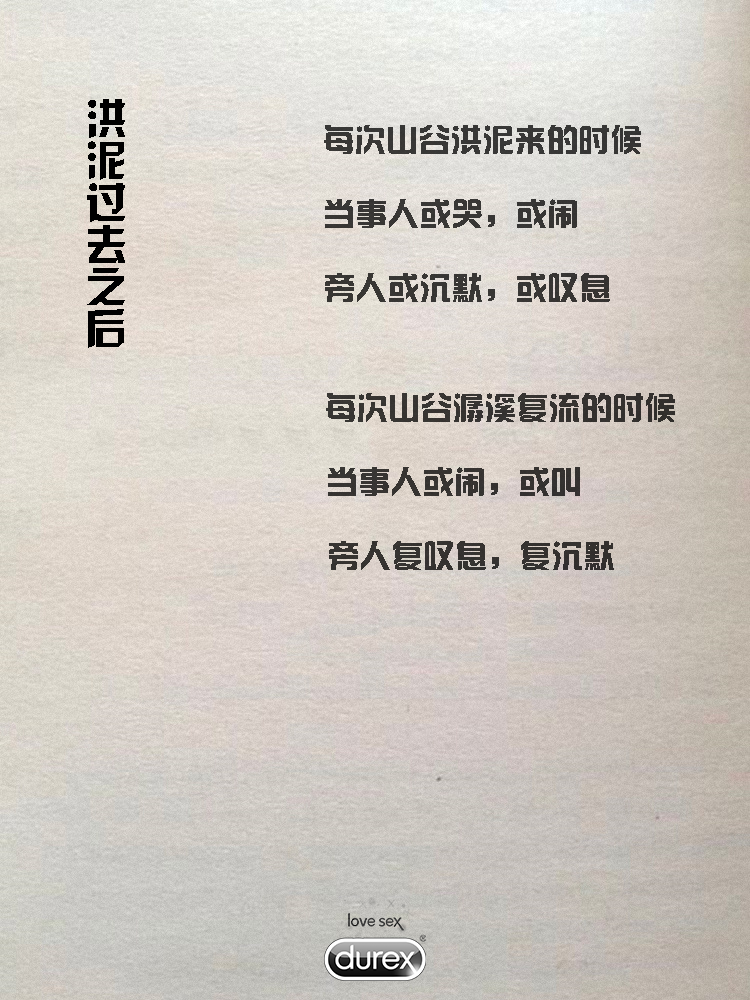 洪泥过去之后
每次山谷洪泥来的时候
当事人或哭，或闹
旁人或沉默，或叹息
每次山谷潺溪复流的时候
当事人或闹，或叫
旁人复叹息，复沉默
love sex
durex®